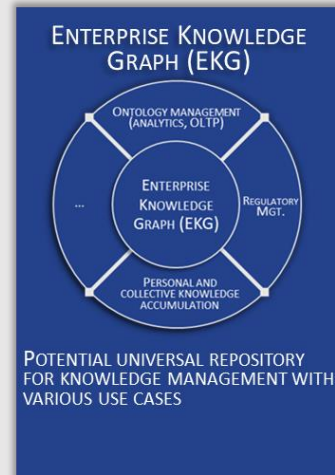 ENTERPRISE KNOWLEDGE
GRAPH (EKG)
ONTOLOGY MANAGEMENT
(ANALYTICS, OLTP)
...
ENTERPRISE
KNOWLEDGE
GRAPH (EKG)
REGULATORY
MGT.
PERSONAL AND
COLLECTIVE KNOWLEDGE
ACCUMULATION
POTENTIAL UNIVERSAL REPOSITORY
FOR KNOWLEDGE MANAGEMENT WITH
VARIOUS USE CASES